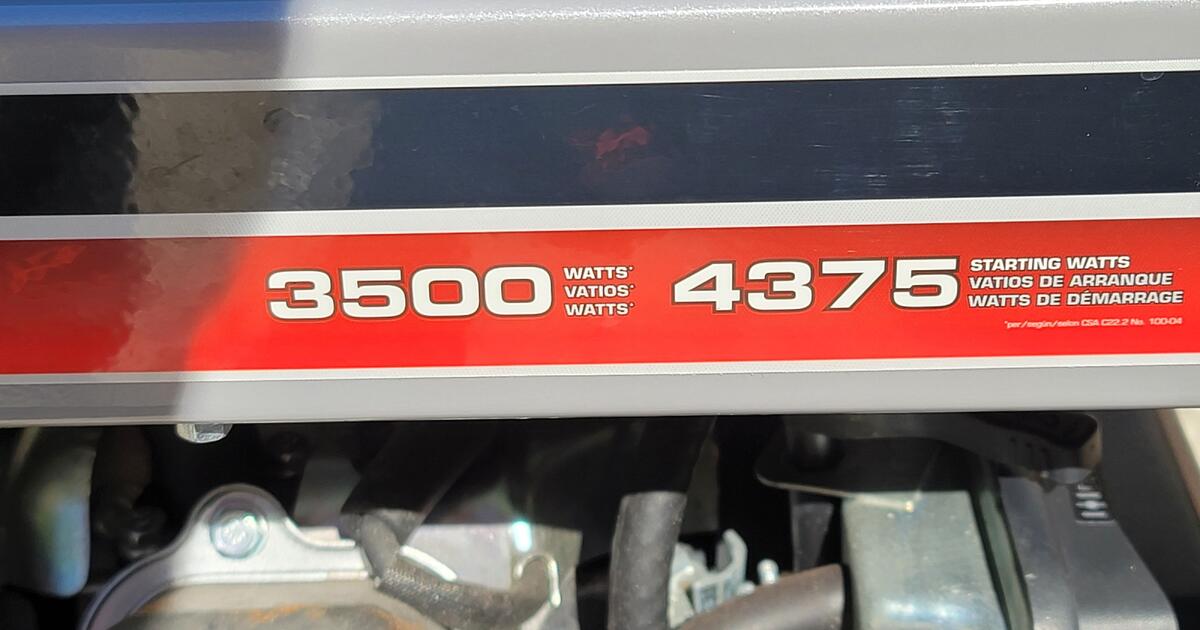 3500 WATTS*
VATIOS*
WATTS*
4375 STARTING WATTS
VATIOS DE ARRANQUE
WATTS DE DÉMARRAGE
*per/según/selon CSA C22.2 No. 100-04